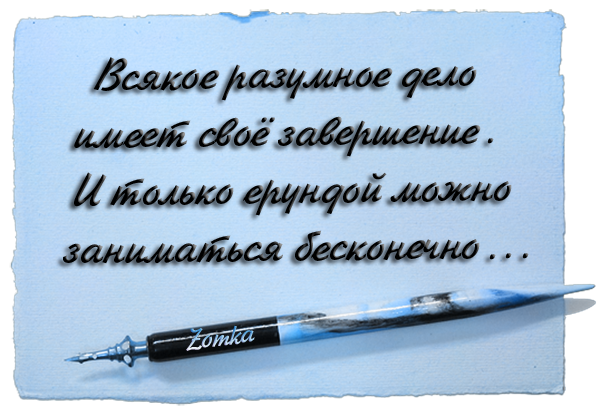 Всякое разумное дело
имеет своё завершение .
И только ерундой можно
заниматься бесконечно . . .
Zomka